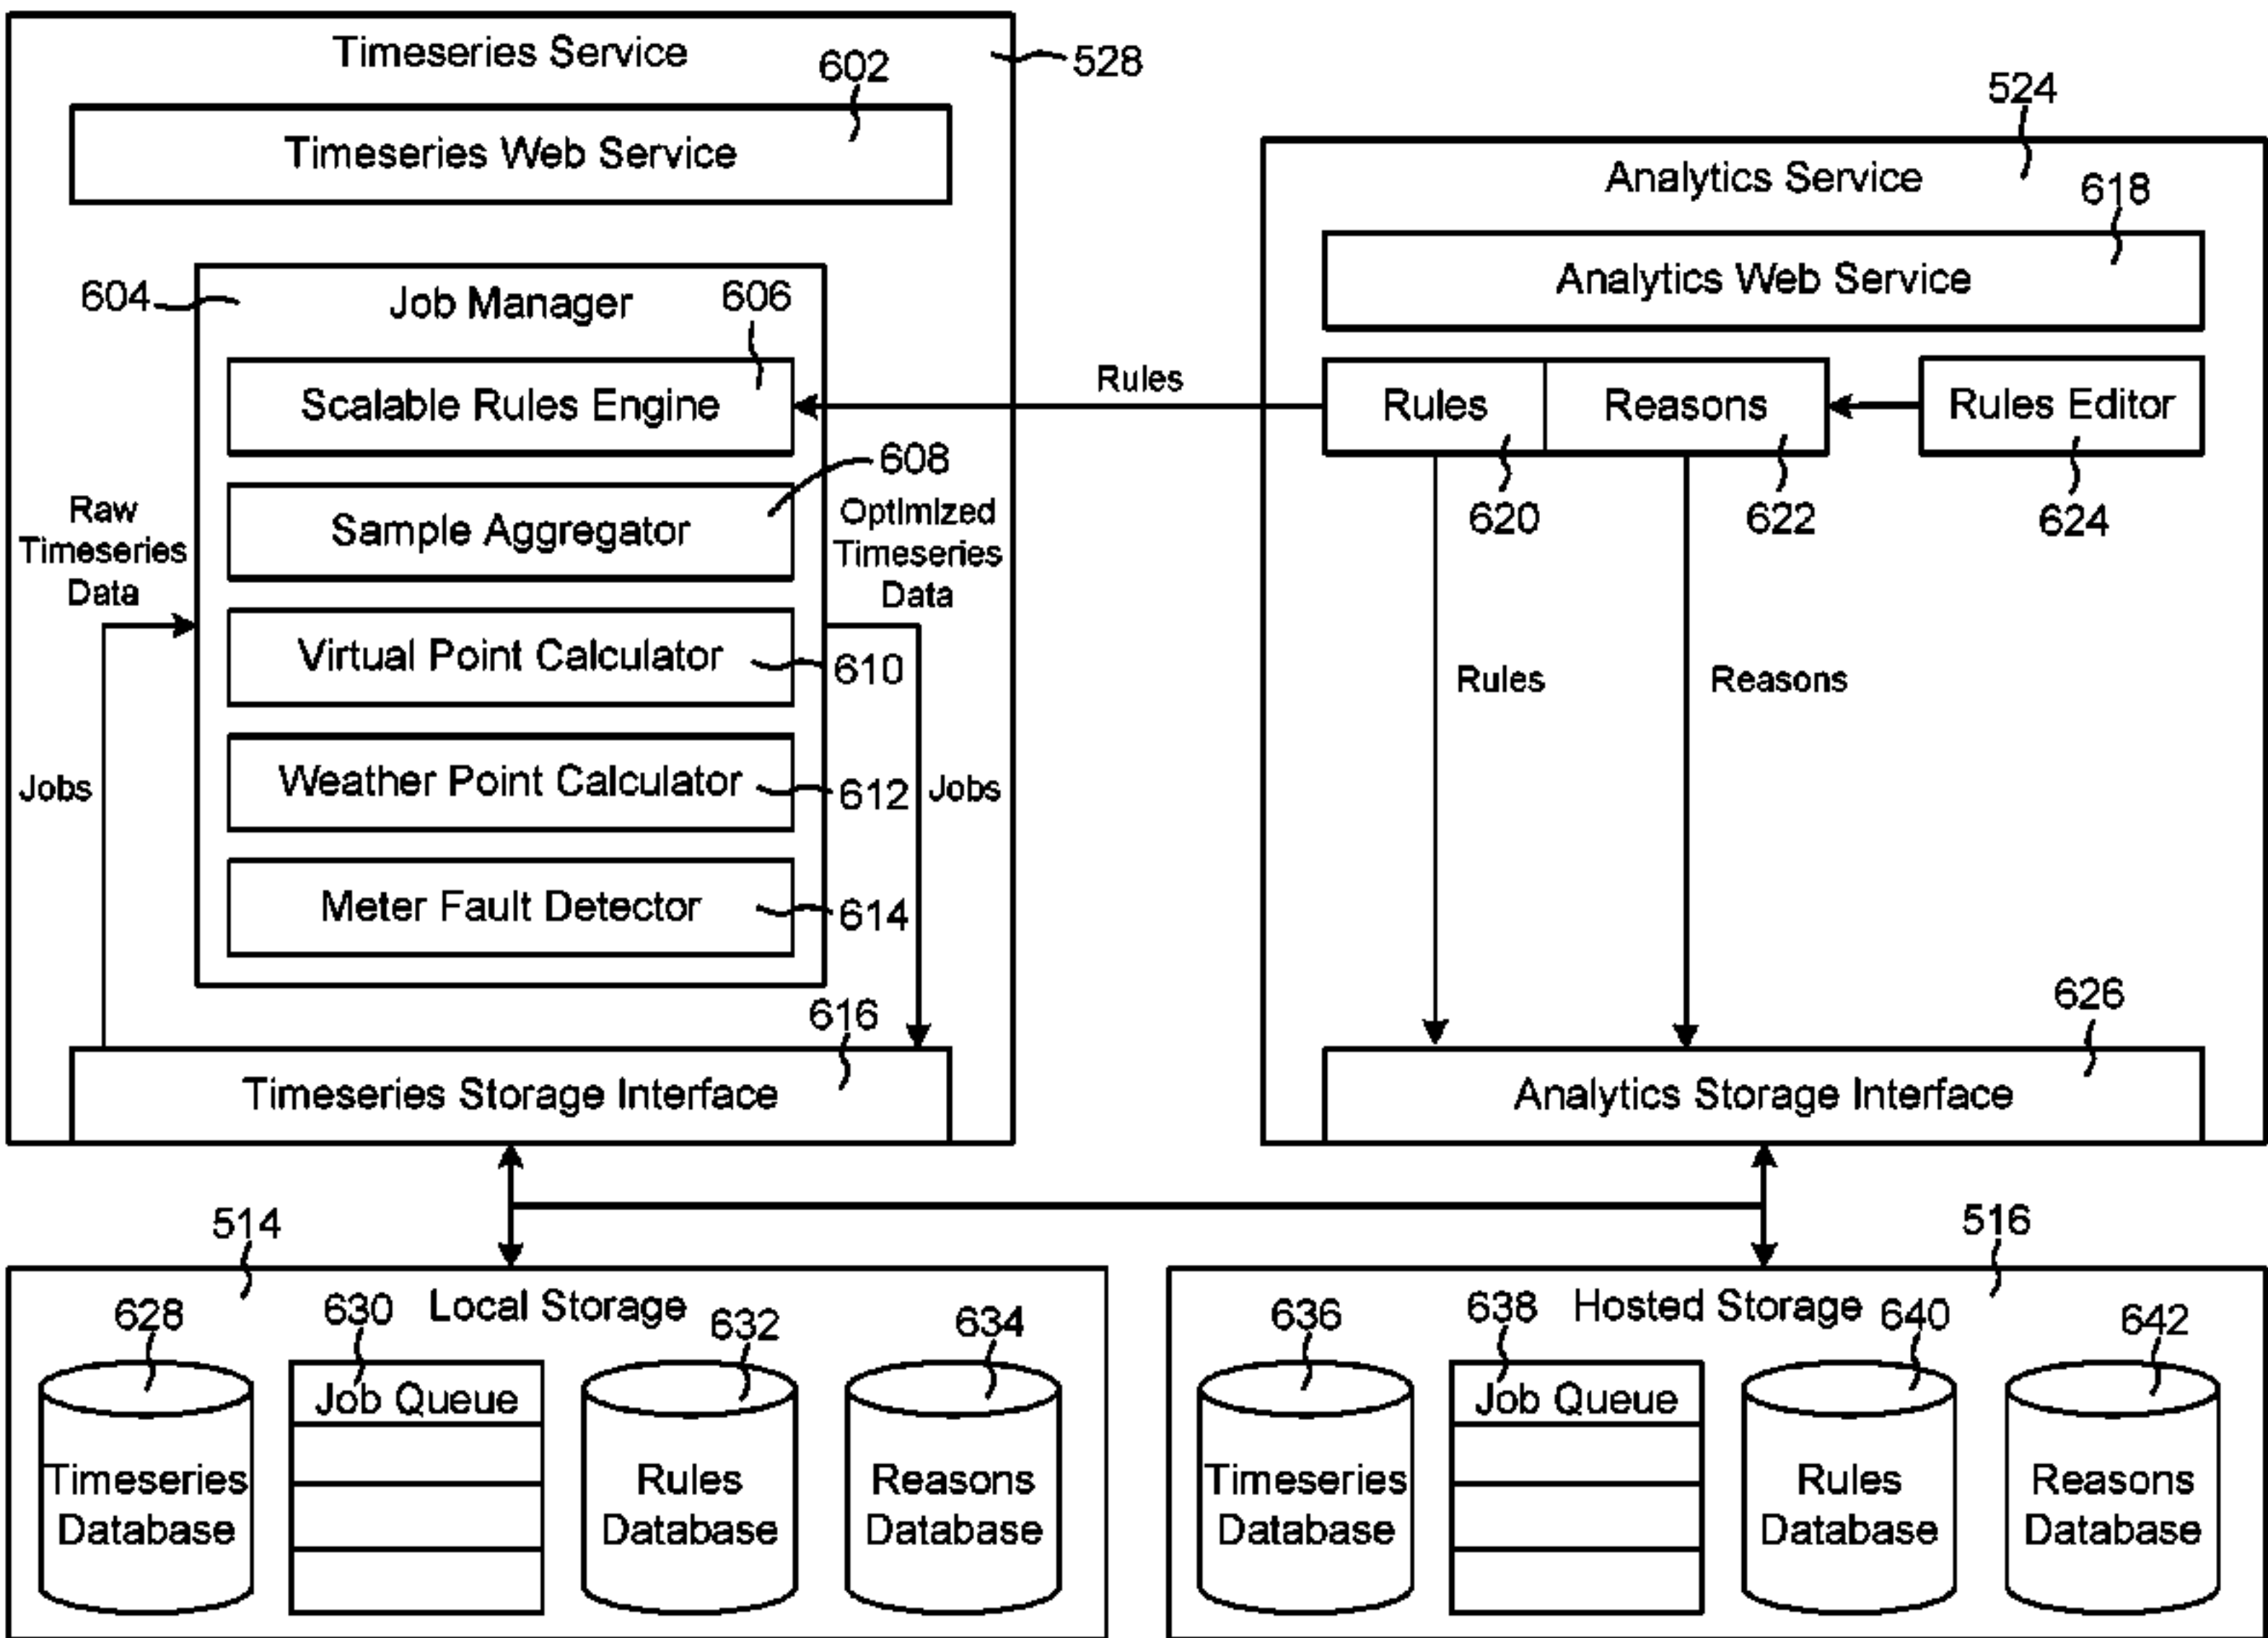 Timeseries Service
528
602
Timeseries Web Service
604
Job Manager
606
Scalable Rules Engine
608
Sample Aggregator
Raw
Timeseries
Data
Optimized
Timeseries
Data
Virtual Point Calculator
610
Jobs
Weather Point Calculator
612
Jobs
Meter Fault Detector
614
616
Timeseries Storage Interface
Rules
524
Analytics Service
618
Analytics Web Service
Rules
Reasons
Rules Editor
620
622
624
Rules
Reasons
626
Analytics Storage Interface
514
Local Storage
628
630
632
634
Job Queue
Timeseries
Database
Rules
Database
Reasons
Database
516
Hosted Storage
636
638
640
642
Job Queue
Timeseries
Database
Rules
Database
Reasons
Database